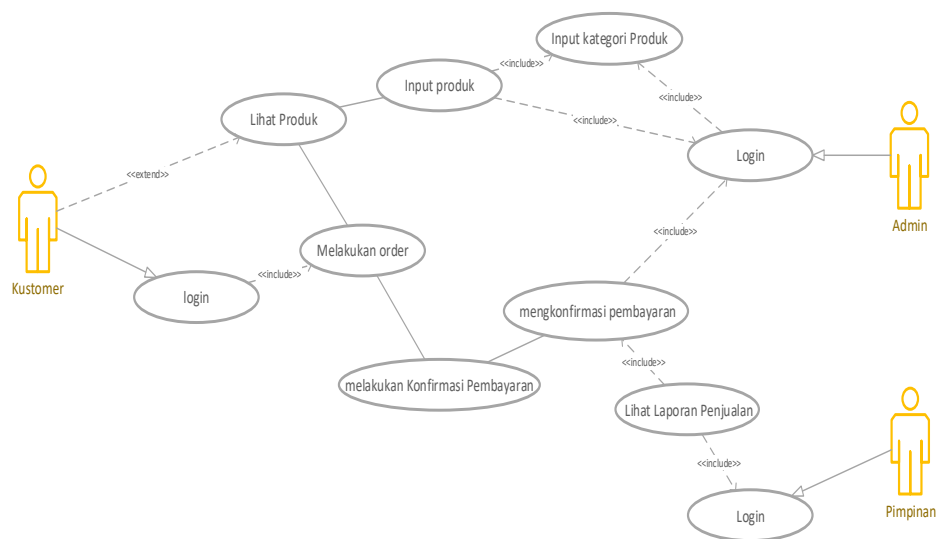 Input kategori Produk
<<include>>
Input produk
<<include>>
Lihat Produk
<<include>>
Login
<<extend>>
Admin
<<include>>
Melakukan order
<<include>>
Kustomer
login
mengkonfirmasi pembayaran
<<include>>
melakukan Konfirmasi Pembayaran
Lihat Laporan Penjualan
<<include>>
Pimpinan
Login